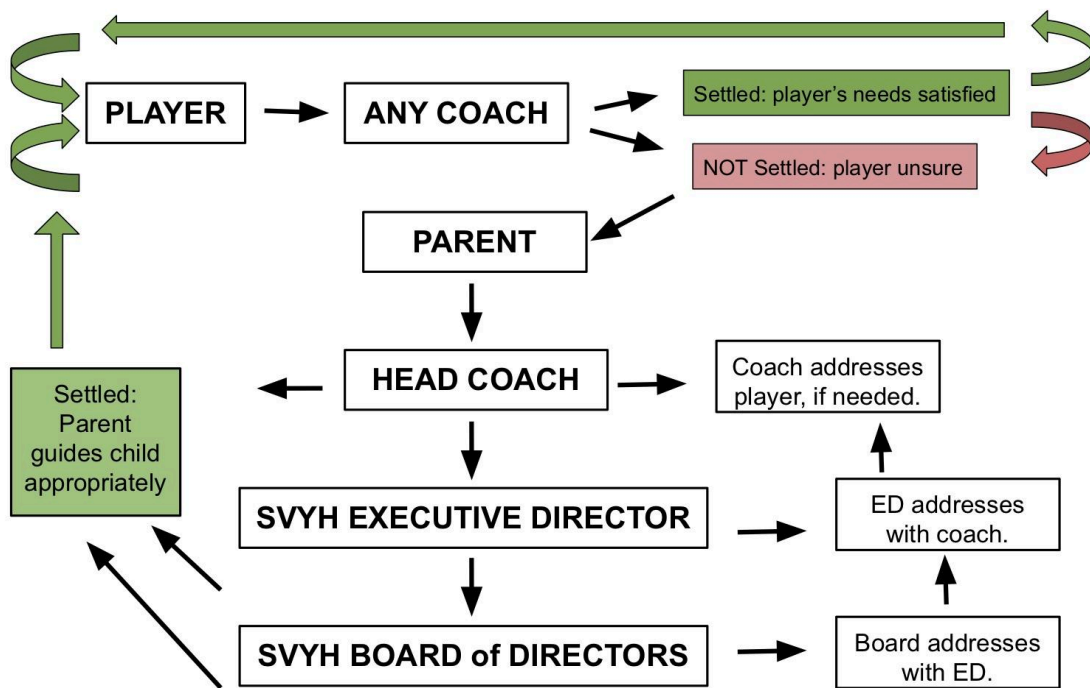 PLAYER
ANY COACH
Settled: player’s needs satisfied
NOT Settled: player unsure
PARENT
HEAD COACH
Coach addresses
player, if needed.
Settled:
Parent
guides child
appropriately
SVYH EXECUTIVE DIRECTOR
ED addresses
with coach.
SVYH BOARD of DIRECTORS
Board addresses
with ED.